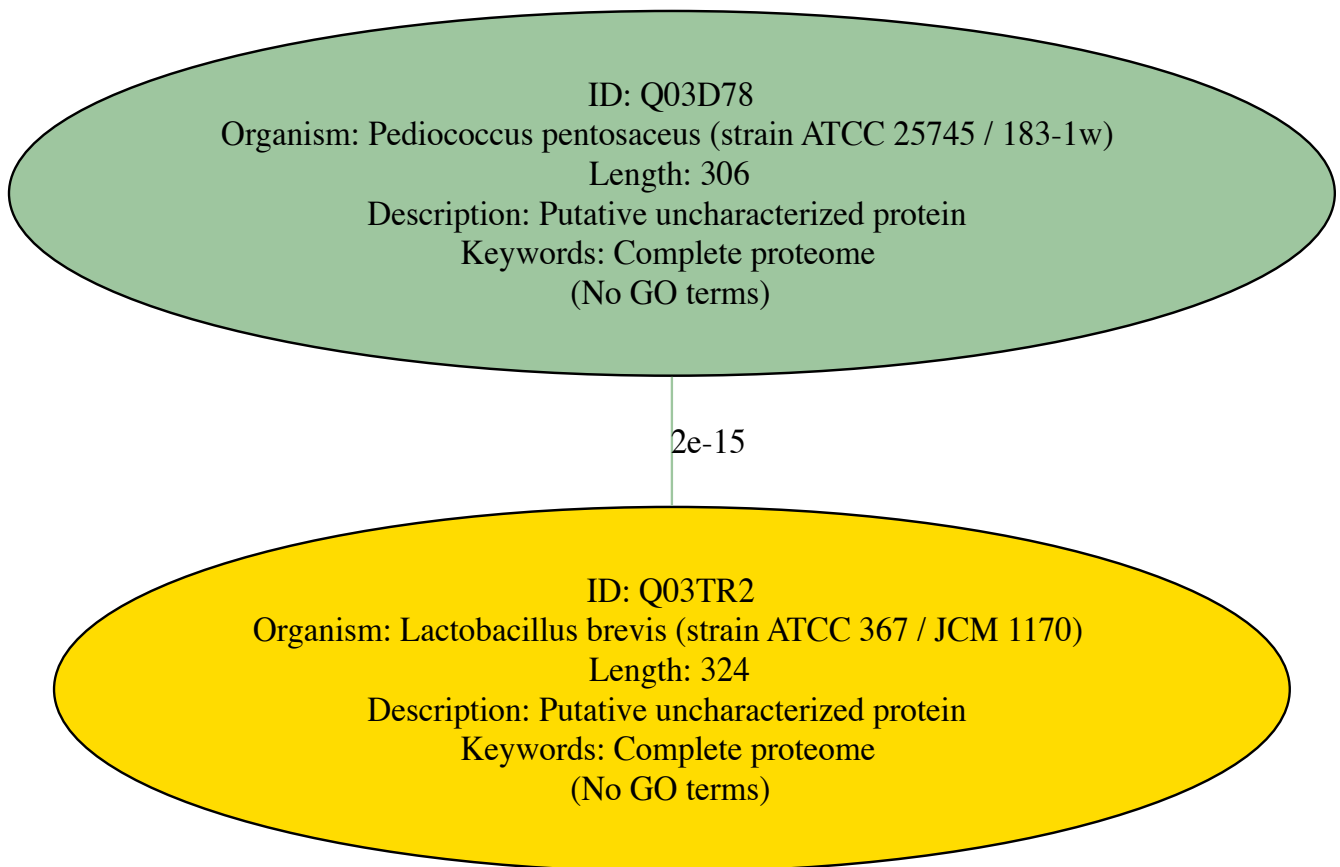 ID: Q03D78
Organism: Pediococcus pentosaceus (strain ATCC 25745 / 183-1w)
Length: 306
Description: Putative uncharacterized protein
Keywords: Complete proteome
(No GO terms)
2e-15
ID: Q03TR2
Organism: Lactobacillus brevis (strain ATCC 367 / JCM 1170)
Length: 324
Description: Putative uncharacterized protein
Keywords: Complete proteome
(No GO terms)